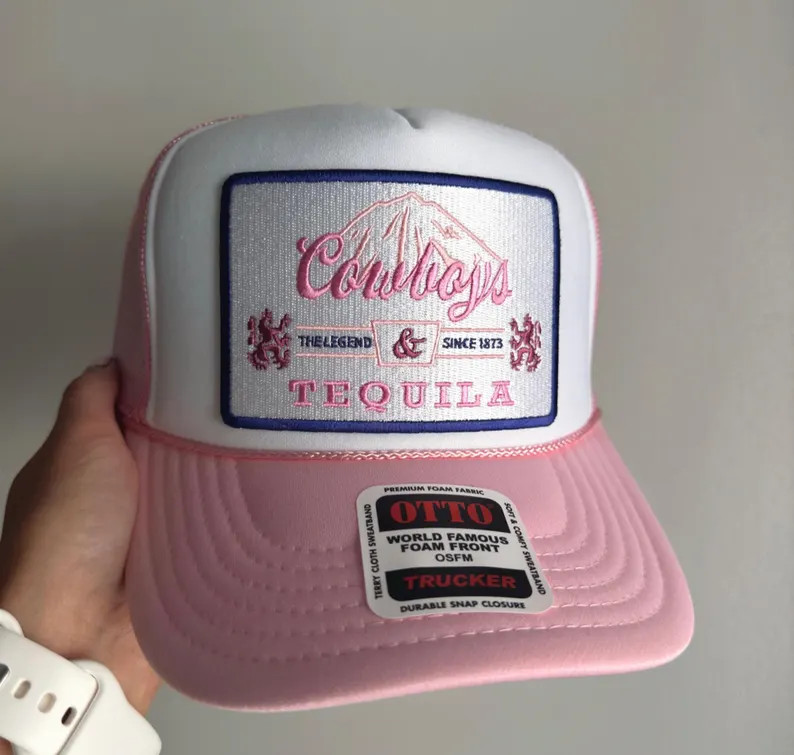 Cowboys
THE LEGEND & SINCE 1873
TEQUILA
PREMIUM FOAM FABRIC
OTTO
WORLD FAMOUS
FOAM FRONT
OSFM
TRUCKER
DURABLE SNAP CLOSURE
TERRY CLOTH SWEATBAND
SOFT & COMFY SWEATBAND